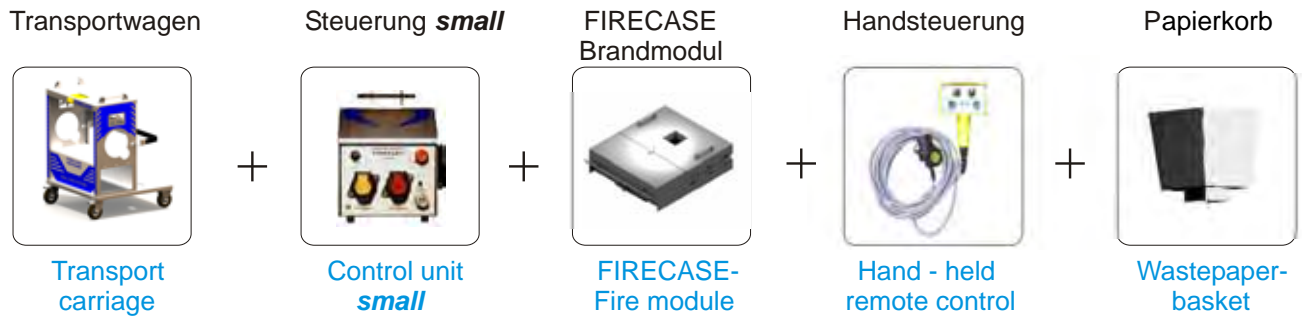 Transportwagen
Steuerung small
FIRECASE
Brandmodul
Handsteuerung
Papierkorb
+
+
+
+
Transport
carriage
Control unit
small
FIRECASE-
Fire module
Hand - held
remote control
Wastepaper-
basket